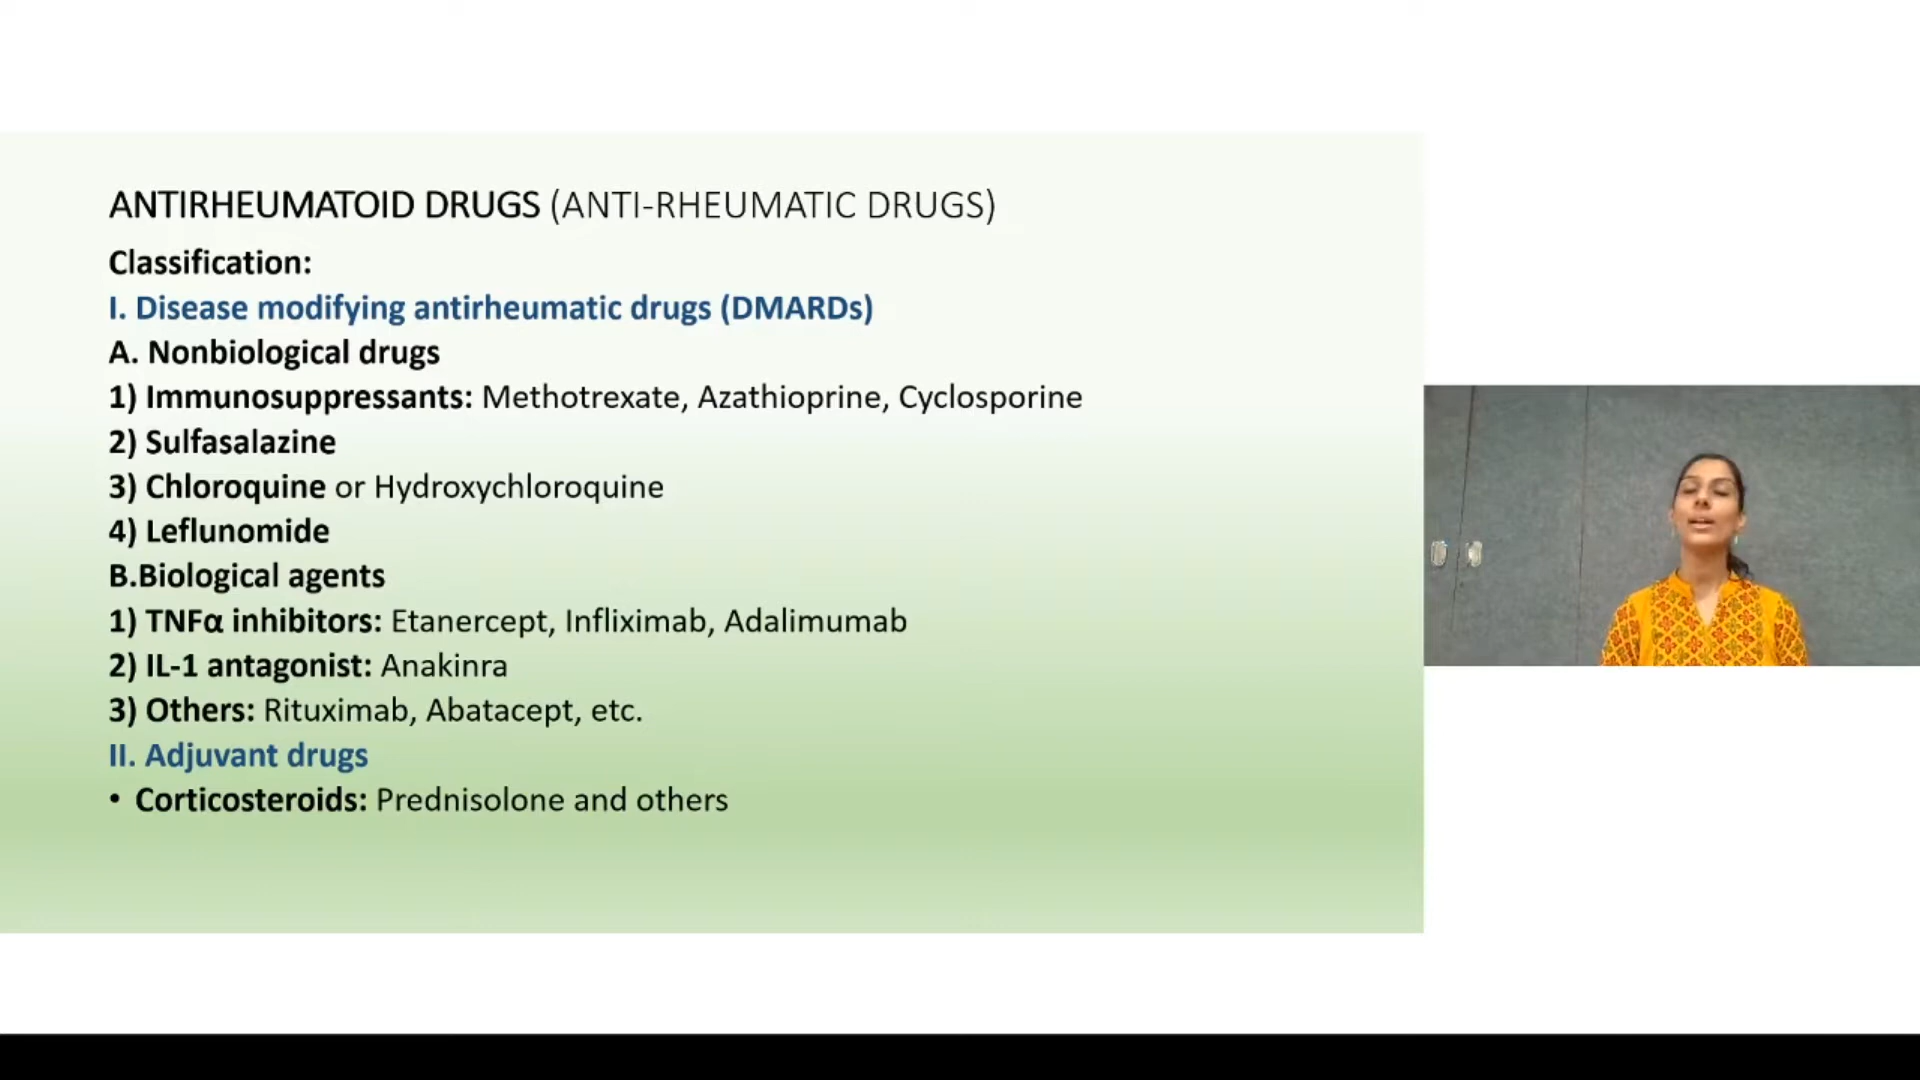 ANTIRHEUMATOID DRUGS (ANTI-RHEUMATIC DRUGS)
Classification:
I. Disease modifying antirheumatic drugs (DMARDs)
A. Nonbiological drugs
1) Immunosuppressants: Methotrexate, Azathioprine, Cyclosporine
2) Sulfasalazine
3) Chloroquine or Hydroxychloroquine
4) Leflunomide
B.Biological agents
1) TNFα inhibitors: Etanercept, Infliximab, Adalimumab
2) IL-1 antagonist: Anakinra
3) Others: Rituximab, Abatacept, etc.
II. Adjuvant drugs
• Corticosteroids: Prednisolone and others